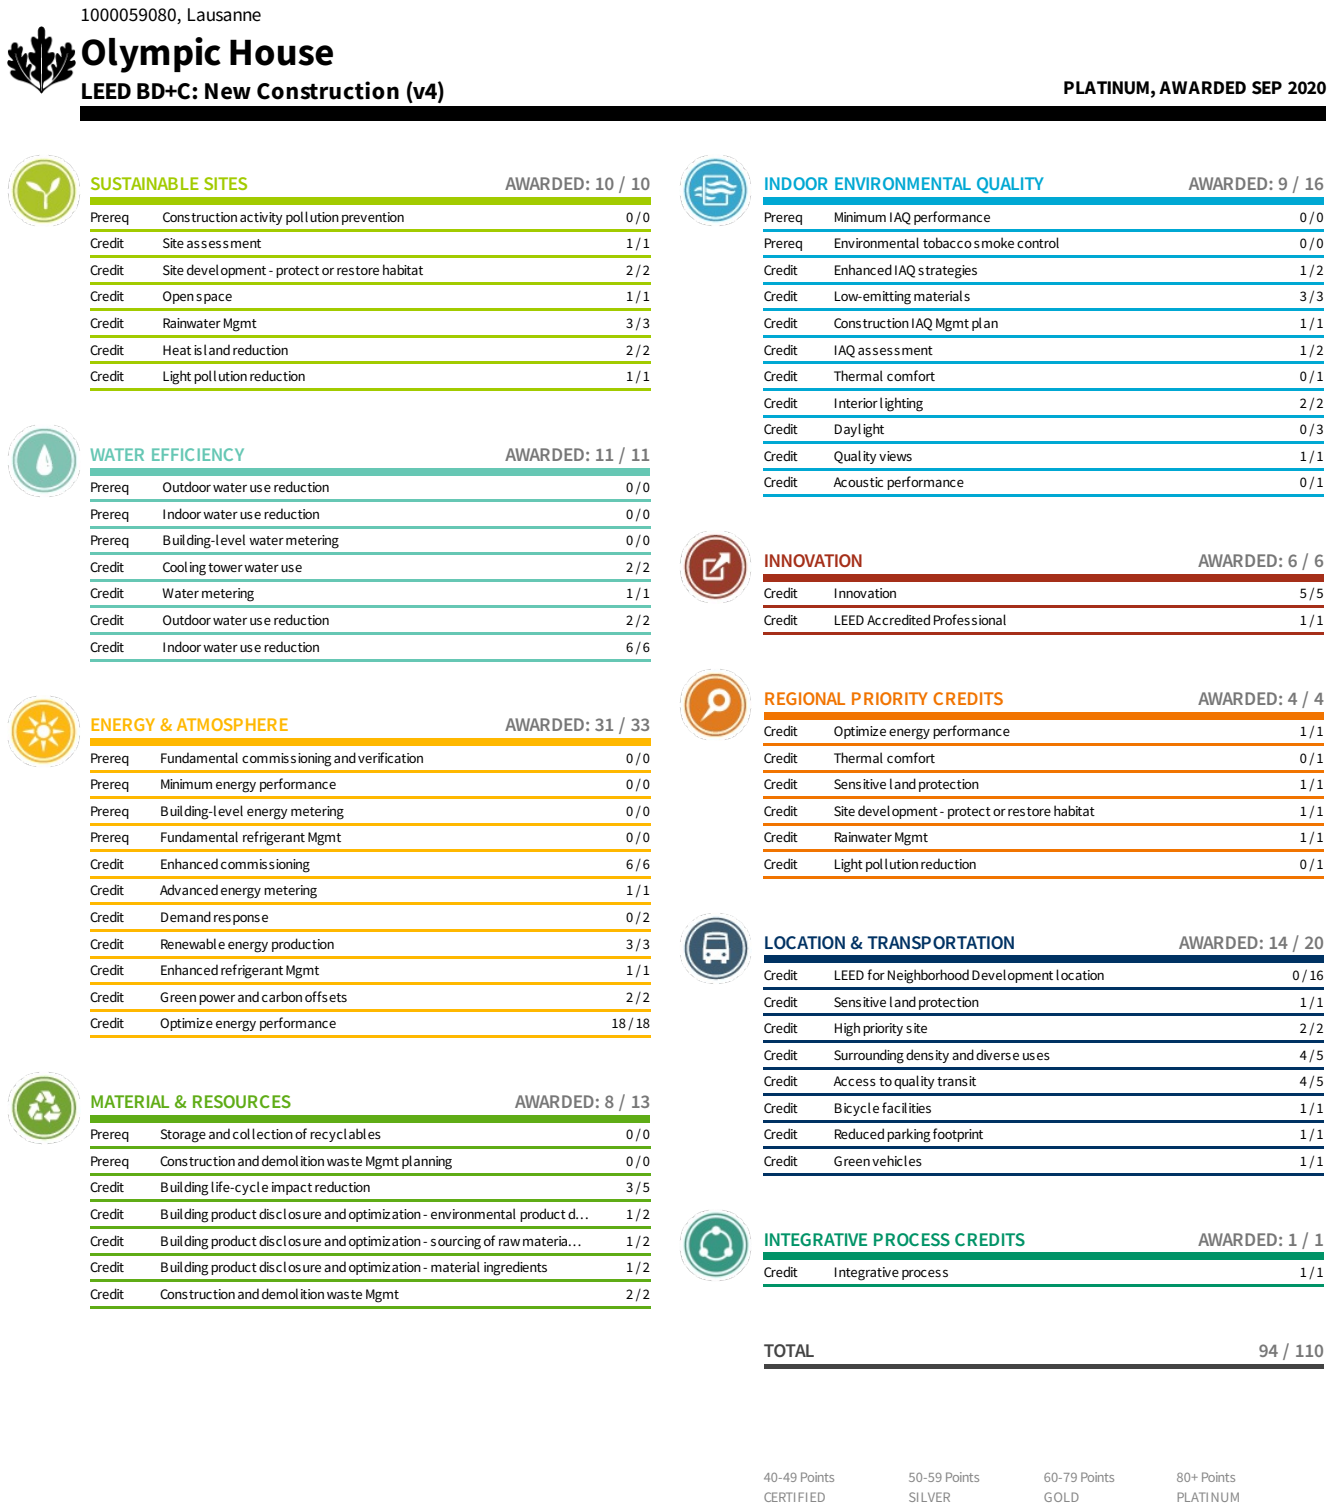 1000059080, Lausanne
Olympic House
LEED BD+C: New Construction (v4)
PLATINUM, AWARDED SEP 2020
SUSTAINABLE SITES AWARDED: 10 / 10
Prereq Construction activity pollution prevention 0 / 0
Credit Site assessment 1 / 1
Credit Site development - protect or restore habitat 2 / 2
Credit Open space 1 / 1
Credit Rainwater Mgmt 3 / 3
Credit Heat island reduction 2 / 2
Credit Light pollution reduction 1 / 1
WATER EFFICIENCY AWARDED: 11 / 11
Prereq Outdoor water use reduction 0 / 0
Prereq Indoor water use reduction 0 / 0
Prereq Building-level water metering 0 / 0
Credit Cooling tower water use 2 / 2
Credit Water metering 1 / 1
Credit Outdoor water use reduction 2 / 2
Credit Indoor water use reduction 6 / 6
ENERGY & ATMOSPHERE AWARDED: 31 / 33
Prereq Fundamental commissioning and verification 0 / 0
Prereq Minimum energy performance 0 / 0
Prereq Building-level energy metering 0 / 0
Prereq Fundamental refrigerant Mgmt 0 / 0
Credit Enhanced commissioning 6 / 6
Credit Advanced energy metering 1 / 1
Credit Demand response 0 / 2
Credit Renewable energy production 3 / 3
Credit Enhanced refrigerant Mgmt 1 / 1
Credit Green power and carbon offsets 2 / 2
Credit Optimize energy performance 18 / 18
MATERIAL & RESOURCES AWARDED: 8 / 13
Prereq Storage and collection of recyclables 0 / 0
Prereq Construction and demolition waste Mgmt planning 0 / 0
Credit Building life-cycle impact reduction 3 / 5
Credit Building product disclosure and optimization - environmental product d... 1 / 2
Credit Building product disclosure and optimization - sourcing of raw materia... 1 / 2
Credit Building product disclosure and optimization - material ingredients 1 / 2
Credit Construction and demolition waste Mgmt 2 / 2
INDOOR ENVIRONMENTAL QUALITY AWARDED: 9 / 16
Prereq Minimum IAQ performance 0 / 0
Prereq Environmental tobacco smoke control 0 / 0
Credit Enhanced IAQ strategies 1 / 2
Credit Low-emitting materials 3 / 3
Credit Construction IAQ Mgmt plan 1 / 1
Credit IAQ assessment 1 / 2
Credit Thermal comfort 0 / 1
Credit Interior lighting 2 / 2
Credit Daylight 0 / 3
Credit Quality views 1 / 1
Credit Acoustic performance 0 / 1
INNOVATION AWARDED: 6 / 6
Credit Innovation 5 / 5
Credit LEED Accredited Professional 1 / 1
REGIONAL PRIORITY CREDITS AWARDED: 4 / 4
Credit Optimize energy performance 1 / 1
Credit Thermal comfort 0 / 1
Credit Sensitive land protection 1 / 1
Credit Site development - protect or restore habitat 1 / 1
Credit Rainwater Mgmt 1 / 1
Credit Light pollution reduction 0 / 1
LOCATION & TRANSPORTATION AWARDED: 14 / 20
Credit LEED for Neighborhood Development location 0 / 16
Credit Sensitive land protection 1 / 1
Credit High priority site 2 / 2
Credit Surrounding density and diverse uses 4 / 5
Credit Access to quality transit 4 / 5
Credit Bicycle facilities 1 / 1
Credit Reduced parking footprint 1 / 1
Credit Green vehicles 1 / 1
INTEGRATIVE PROCESS CREDITS AWARDED: 1 / 1
Credit Integrative process 1 / 1
TOTAL 94 / 110
40-49 Points 50-59 Points 60-79 Points 80+ Points
CERTIFIED SILVER GOLD PLATINUM